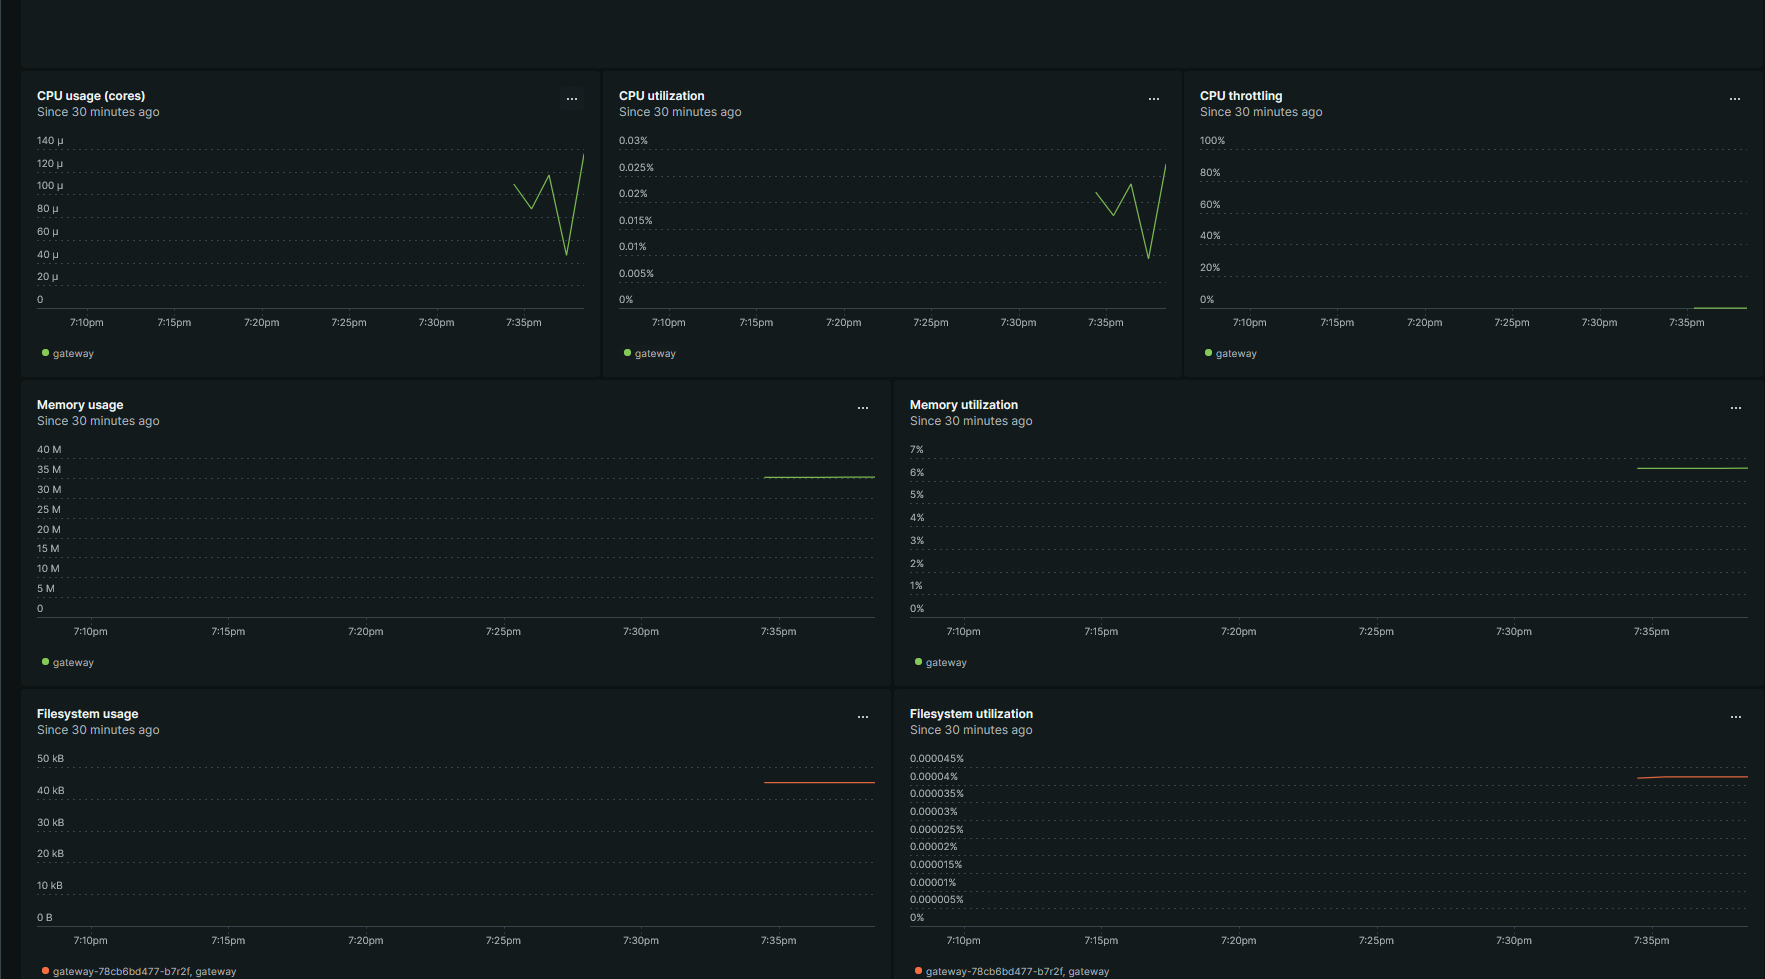 CPU usage (cores)
...
Since 30 minutes ago
140 µ
120 µ
100 µ
80 µ
60 µ
40 µ
20 µ
0
7:10pm 7:15pm 7:20pm 7:25pm 7:30pm 7:35pm
gateway
CPU utilization
...
Since 30 minutes ago
0.03%
0.025%
0.02%
0.015%
0.01%
0.005%
0%
7:10pm 7:15pm 7:20pm 7:25pm 7:30pm 7:35pm
gateway
CPU throttling
...
Since 30 minutes ago
100%
80%
60%
40%
20%
0%
7:10pm 7:15pm 7:20pm 7:25pm 7:30pm 7:35pm
gateway
Memory usage
...
Since 30 minutes ago
40 M
35 M
30 M
25 M
20 M
15 M
10 M
5 M
0
7:10pm 7:15pm 7:20pm 7:25pm 7:30pm 7:35pm
gateway
Memory utilization
...
Since 30 minutes ago
7%
6%
5%
4%
3%
2%
1%
0%
7:10pm 7:15pm 7:20pm 7:25pm 7:30pm 7:35pm
gateway
Filesystem usage
...
Since 30 minutes ago
50 kB
40 kB
30 kB
20 kB
10 kB
0 B
7:10pm 7:15pm 7:20pm 7:25pm 7:30pm 7:35pm
gateway-78cb6bd477-b7r2f, gateway
Filesystem utilization
...
Since 30 minutes ago
0.000045%
0.00004%
0.000035%
0.00003%
0.000025%
0.00002%
0.000015%
0.00001%
0.000005%
0%
7:10pm 7:15pm 7:20pm 7:25pm 7:30pm 7:35pm
gateway-78cb6bd477-b7r2f, gateway